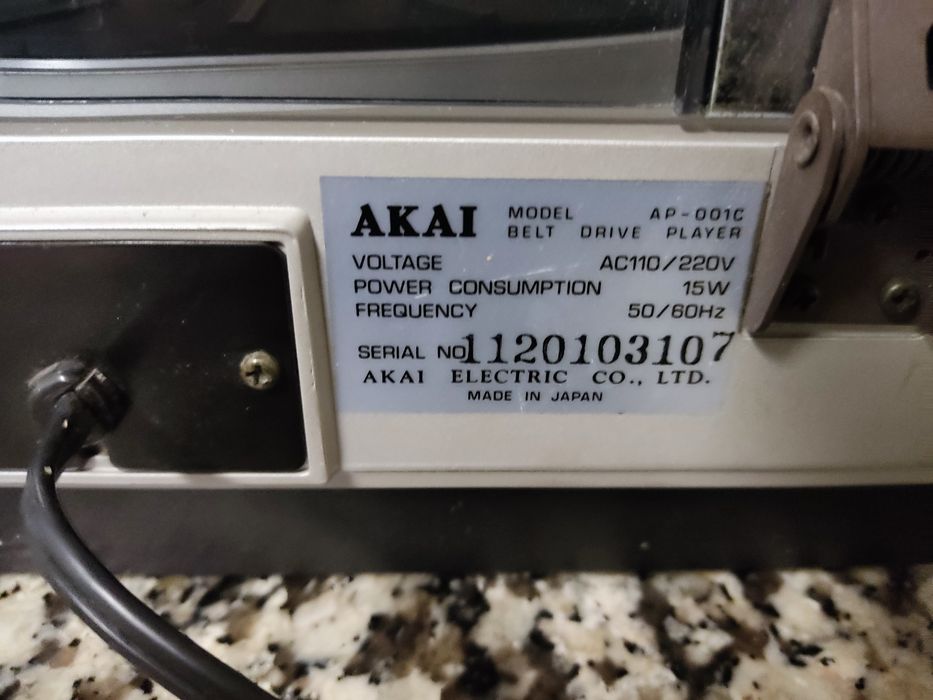 AKAI MODEL AP-001C
BELT DRIVE PLAYER
VOLTAGE AC110/220V
POWER CONSUMPTION 15W
FREQUENCY 50/60Hz
SERIAL NO 1120103107
AKAI ELECTRIC CO., LTD.
MADE IN JAPAN